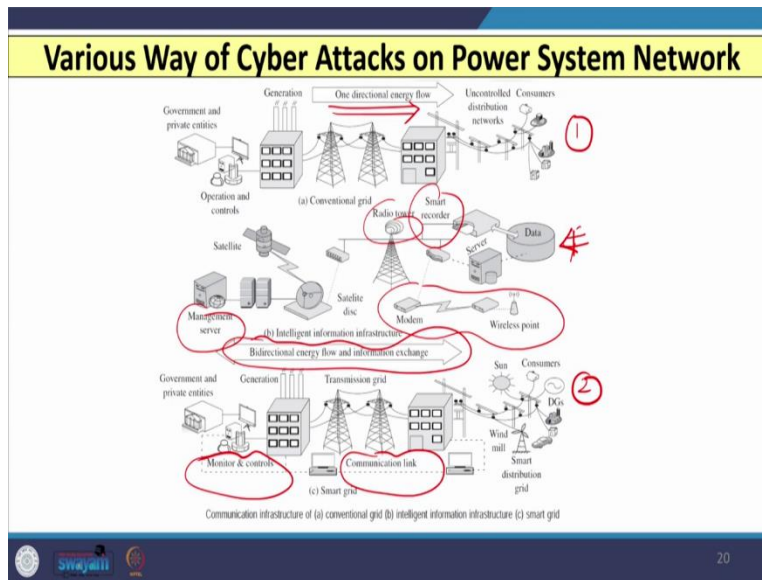 Various Way of Cyber Attacks on Power System Network
Generation
One directional energy flow
Uncontrolled
distribution
networks
Consumers
Government and
private entities
1
Operation and
controls
(a) Conventional grid
Radio tower
Smart
recorder
Satellite
Data
Server
Satelite
disc
Modem
Wireless point
Management
server
(b) Intelligent information infrastructure
Bidirectional energy flow and information exchange
Government and
private entities
Generation
Transmission grid
Sun
Consumers
DGs
2
Wind
mill
Smart
distribution
grid
Monitor & controls
Communication link
(c) Smart grid
Communication infrastructure of (a) conventional grid (b) intelligent information infrastructure (c) smart grid
swayam
20